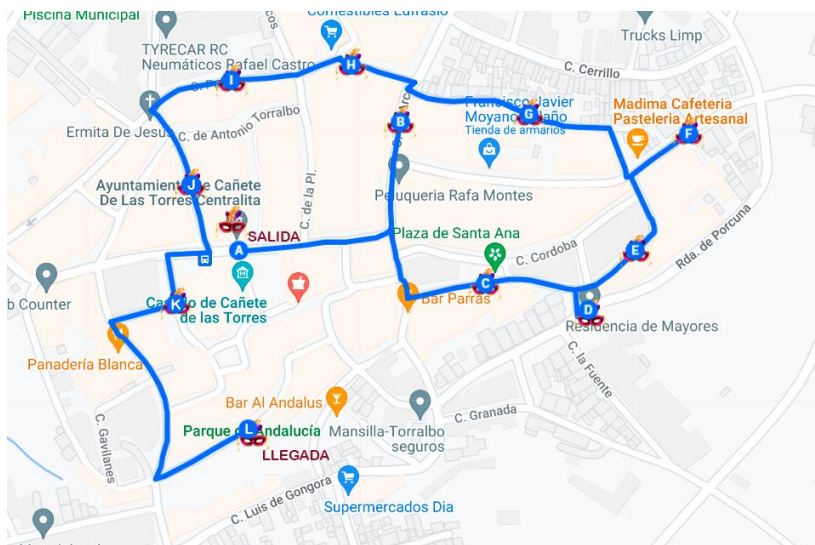 Piscina Municipal
Comestibles Eufrasio
Trucks Limp
TYRECAR RC
Neumáticos Rafael Castro
C. Cerrillo
H
I
Francisco Javier
Moyano
Tienda de armarios
G
Madima Cafeteria
Pasteleria Artesanal
F
B
Ermita De Jesús
C. de Antonio Torralbo
Ayuntamiento de Cañete
De Las Torres Centralita
J
C. de la Pl.
Peluqueria Rafa Montes
SALIDA
A
Plaza de Santa Ana
C. Cordoba
E
Rda. de Porcuna
C
b Counter
K
Castillo de Cañete
de las Torres
Bar Parras
D
Residencia de Mayores
Panadería Blanca
C. la Fuente
Bar Al Andalus
C. Granada
C. Gavilanes
Parque de Andalucía
L
LLEGADA
Mansilla-Torralbo
seguros
C. Luis de Gongora
Supermercados Dia